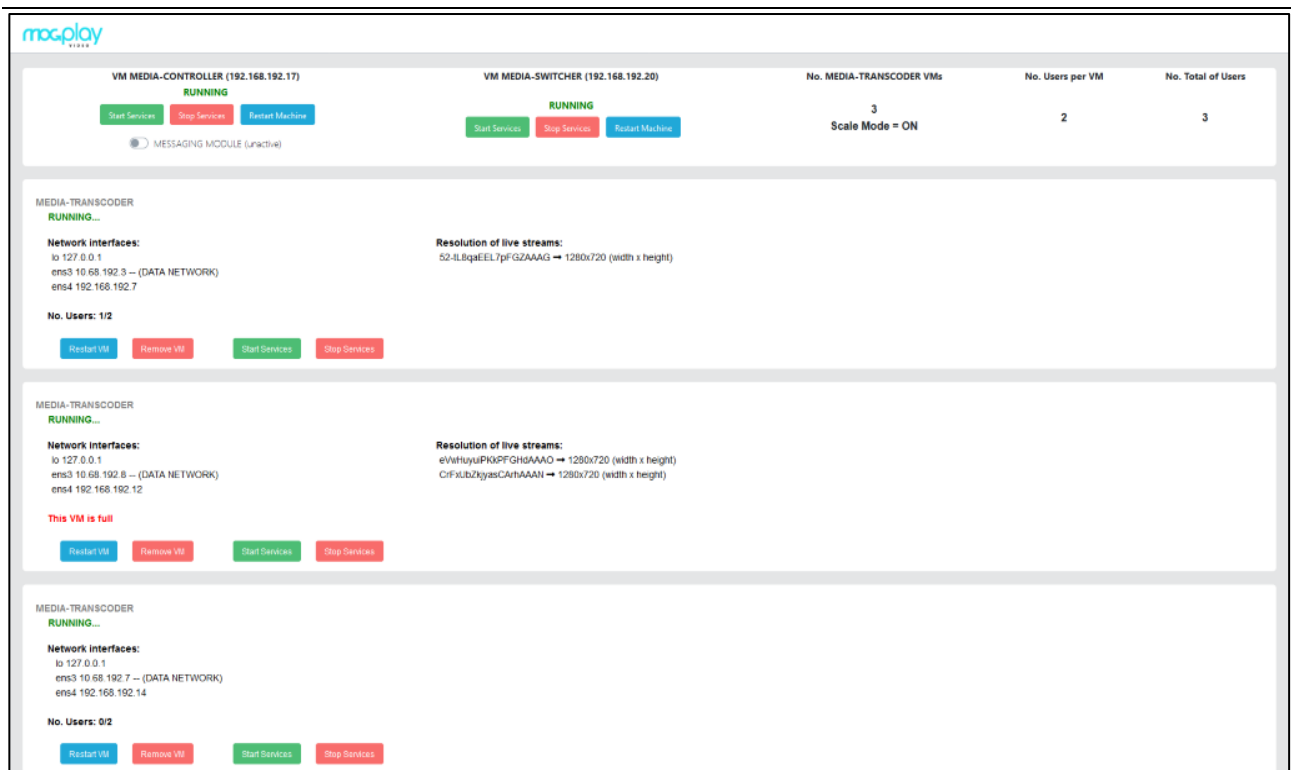 mogplay
VIDEO
VM MEDIA-CONTROLLER (192.168.192.17)
RUNNING
Start Services Stop Services Restart Machine
MESSAGING MODULE (unactive)
VM MEDIA-SWITCHER (192.168.192.20)
RUNNING
Start Services Stop Services Restart Machine
No. MEDIA-TRANSCODER VMs
3
Scale Mode = ON
No. Users per VM
2
No. Total of Users
3
MEDIA-TRANSCODER
RUNNING...
Network interfaces:
lo 127.0.0.1
ens3 10.68.192.3 -- (DATA NETWORK)
ens4 192.168.192.7
Resolution of live streams:
52-tL8qaEEL7pFGZAAAG ➞ 1280x720 (width x height)
No. Users: 1/2
Restart VM Remove VM Start Services Stop Services
MEDIA-TRANSCODER
RUNNING...
Network interfaces:
lo 127.0.0.1
ens3 10.68.192.8 -- (DATA NETWORK)
ens4 192.168.192.12
Resolution of live streams:
eVwHuyuiPKkPFGHdAAAO ➞ 1280x720 (width x height)
CrFxUbZkjyasCArhAAAN ➞ 1280x720 (width x height)
This VM is full
Restart VM Remove VM Start Services Stop Services
MEDIA-TRANSCODER
RUNNING...
Network interfaces:
lo 127.0.0.1
ens3 10.68.192.7 -- (DATA NETWORK)
ens4 192.168.192.14
No. Users: 0/2
Restart VM Remove VM Start Services Stop Services